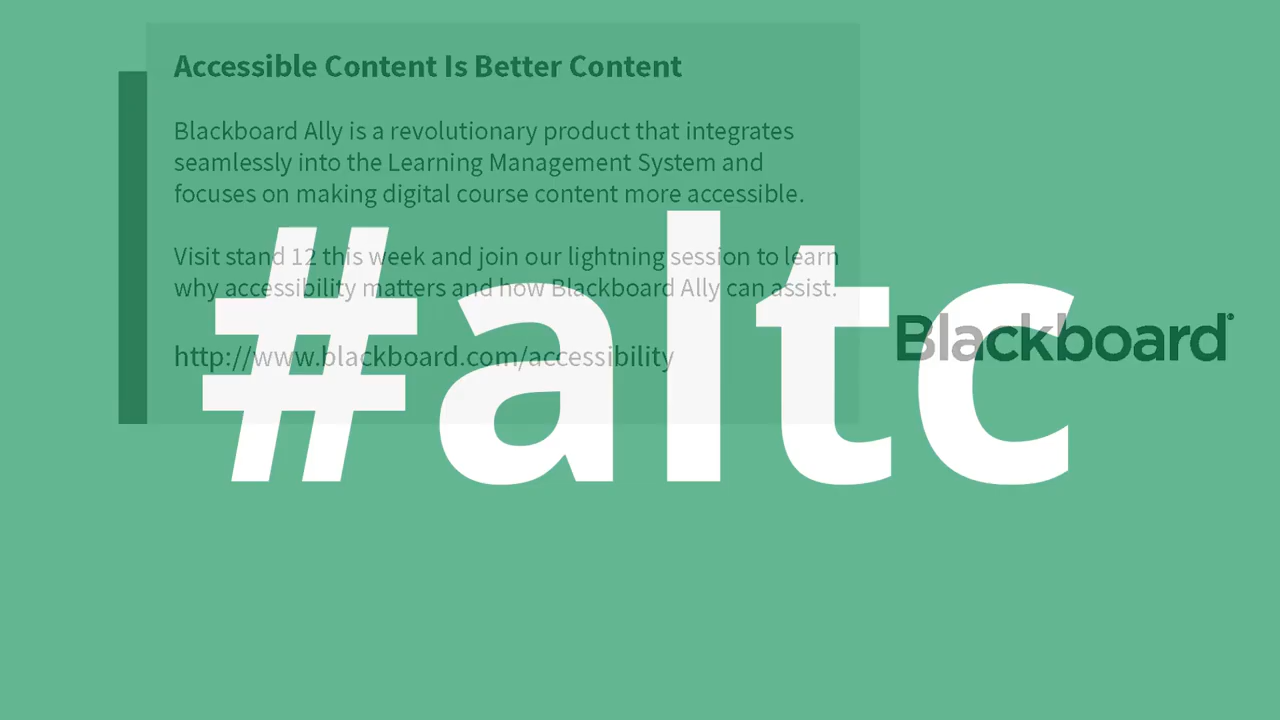 Accessible Content Is Better Content
Blackboard Ally is a revolutionary product that integrates
seamlessly into the Learning Management System and
focuses on making digital course content more accessible.
Visit stand 12 this week and join our lightning session to learn
why accessibility matters and how Blackboard Ally can assist.
http://www.blackboard.com/accessibility
#altc
Blackboard